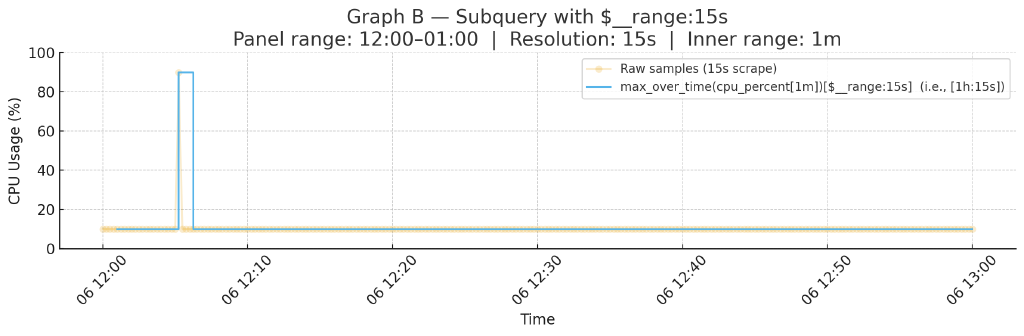 Graph B — Subquery with $__range:15s
Panel range: 12:00–01:00 | Resolution: 15s | Inner range: 1m
100
80
60
40
20
0
CPU Usage (%)
Raw samples (15s scrape)
max_over_time(cpu_percent[1m])[$__range:15s] (i.e., [1h:15s])
06 12:00
06 12:10
06 12:20
06 12:30
06 12:40
06 12:50
06 13:00
Time